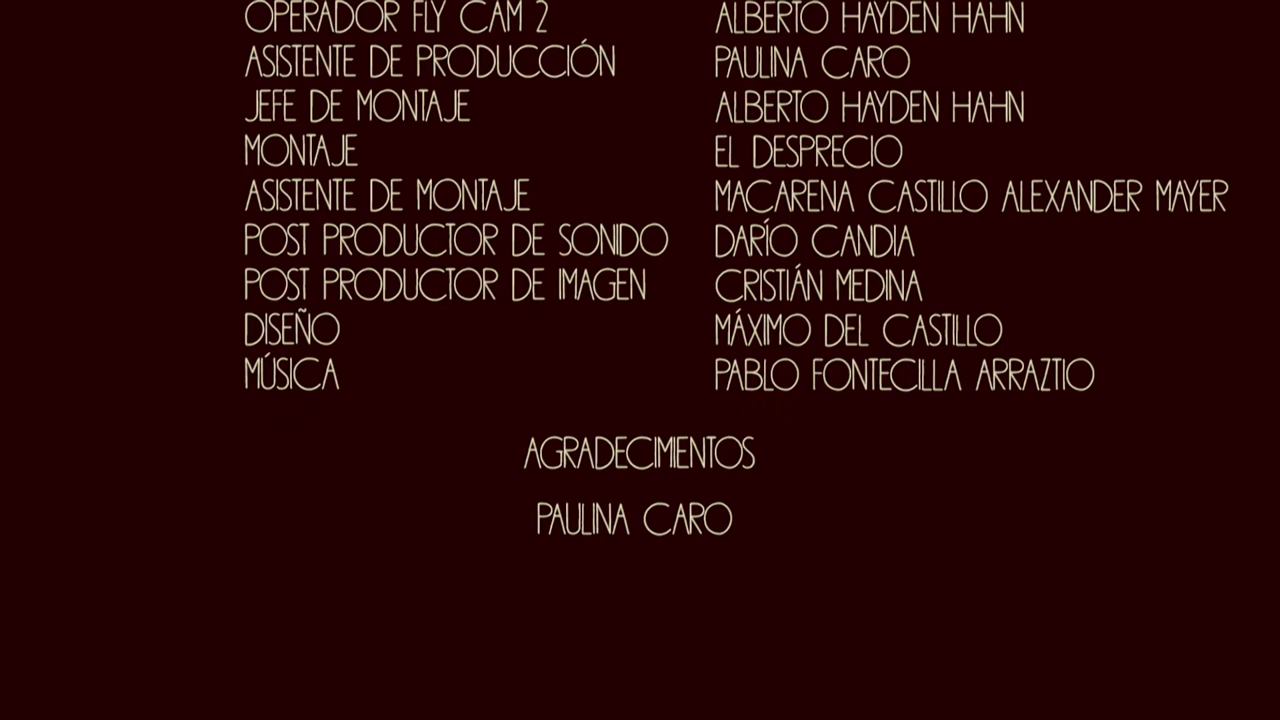 OPERADOR FLY CAM 2 ALBERTO HAYDEN HAHN
ASISTENTE DE PRODUCCIÓN PAULINA CARO
JEFE DE MONTAJE ALBERTO HAYDEN HAHN
MONTAJE EL DESPRECIO
ASISTENTE DE MONTAJE MACARENA CASTILLO ALEXANDER MAYER
POST PRODUCTOR DE SONIDO DARÍO CANDIA
POST PRODUCTOR DE IMAGEN CRISTIÁN MEDINA
DISEÑO MÁXIMO DEL CASTILLO
MÚSICA PABLO FONTECILLA ARRAZTIO
AGRADECIMIENTOS
PAULINA CARO